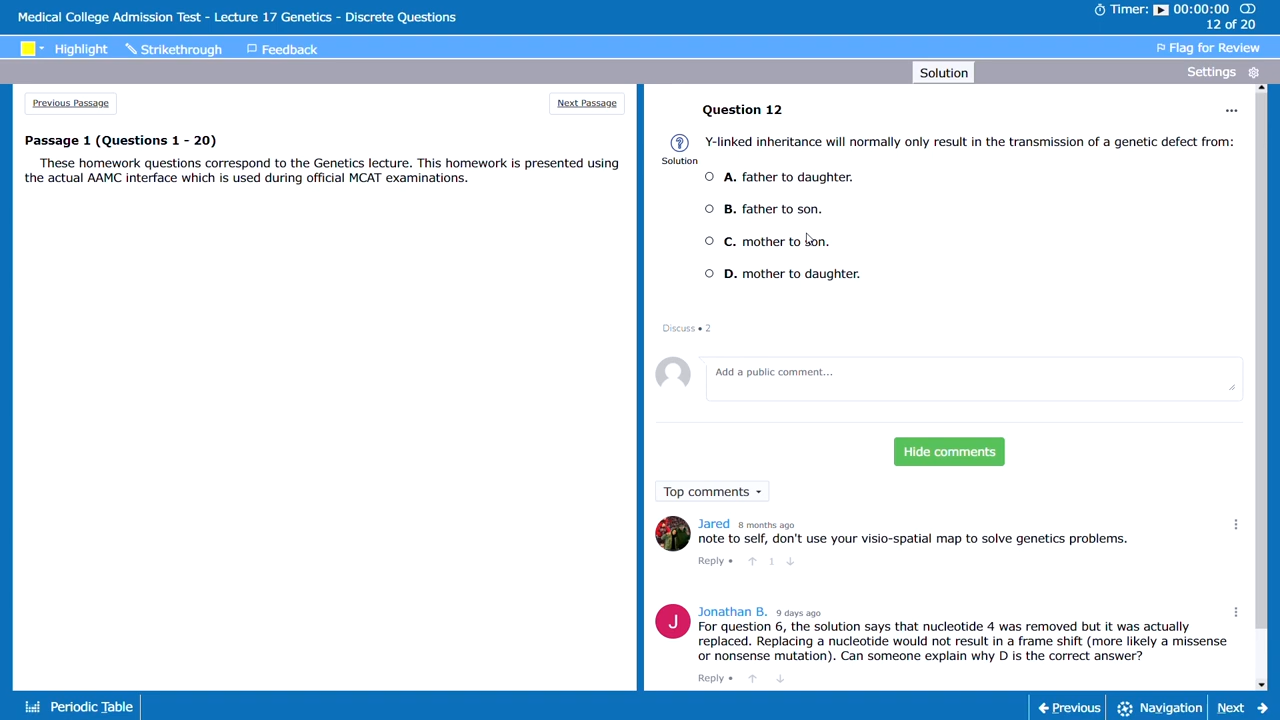 Medical College Admission Test - Lecture 17 Genetics - Discrete Questions
Timer: 00:00:00
12 of 20
Highlight Strikethrough Feedback Flag for Review
Solution Settings
Previous Passage Next Passage
Passage 1 (Questions 1 - 20)
These homework questions correspond to the Genetics lecture. This homework is presented using
the actual AAMC interface which is used during official MCAT examinations.
Question 12
Solution
Y-linked inheritance will normally only result in the transmission of a genetic defect from:
A. father to daughter.
B. father to son.
C. mother to son.
D. mother to daughter.
Discuss • 2
Add a public comment...
Hide comments
Top comments
Jared 8 months ago
note to self, don't use your visio-spatial map to solve genetics problems.
Reply • 1
J
Jonathan B. 9 days ago
For question 6, the solution says that nucleotide 4 was removed but it was actually
replaced. Replacing a nucleotide would not result in a frame shift (more likely a missense
or nonsense mutation). Can someone explain why D is the correct answer?
Reply •
Periodic Table Previous Navigation Next